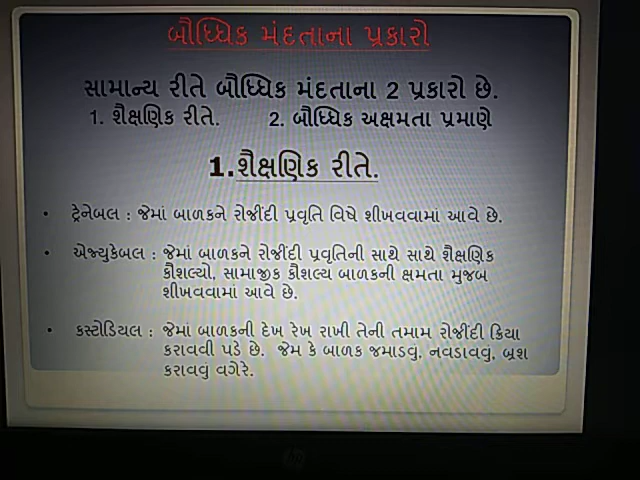 બૌધ્ધિક મંદતાના પ્રકારો
સામાન્ય રીતે બૌધ્ધિક મંદતાના 2 પ્રકારો છે.
1. શૈક્ષણિક રીતે. 2. બૌધ્ધિક અક્ષમતા પ્રમાણે
1.શૈક્ષણિક રીતે.
• ટ્રેનેબલ : જેમાં બાળકને રોજીંદી પ્રવૃતિ વિષે શીખવવામાં આવે છે.
• એજ્યુકેબલ : જેમાં બાળકને રોજીંદી પ્રવૃતિની સાથે સાથે શૈક્ષણિક
કૌશલ્યો, સામાજીક કૌશલ્ય બાળકની ક્ષમતા મુજબ
શીખવવામાં આવે છે.
• કસ્ટોડિયલ : જેમાં બાળકની દેખ રેખ રાખી તેની તમામ રોજીંદી ક્રિયા
કરાવવી પડે છે. જેમ કે બાળક જમાડવું, નવડાવવું, બ્રશ
કરાવવું વગેરે.
hp